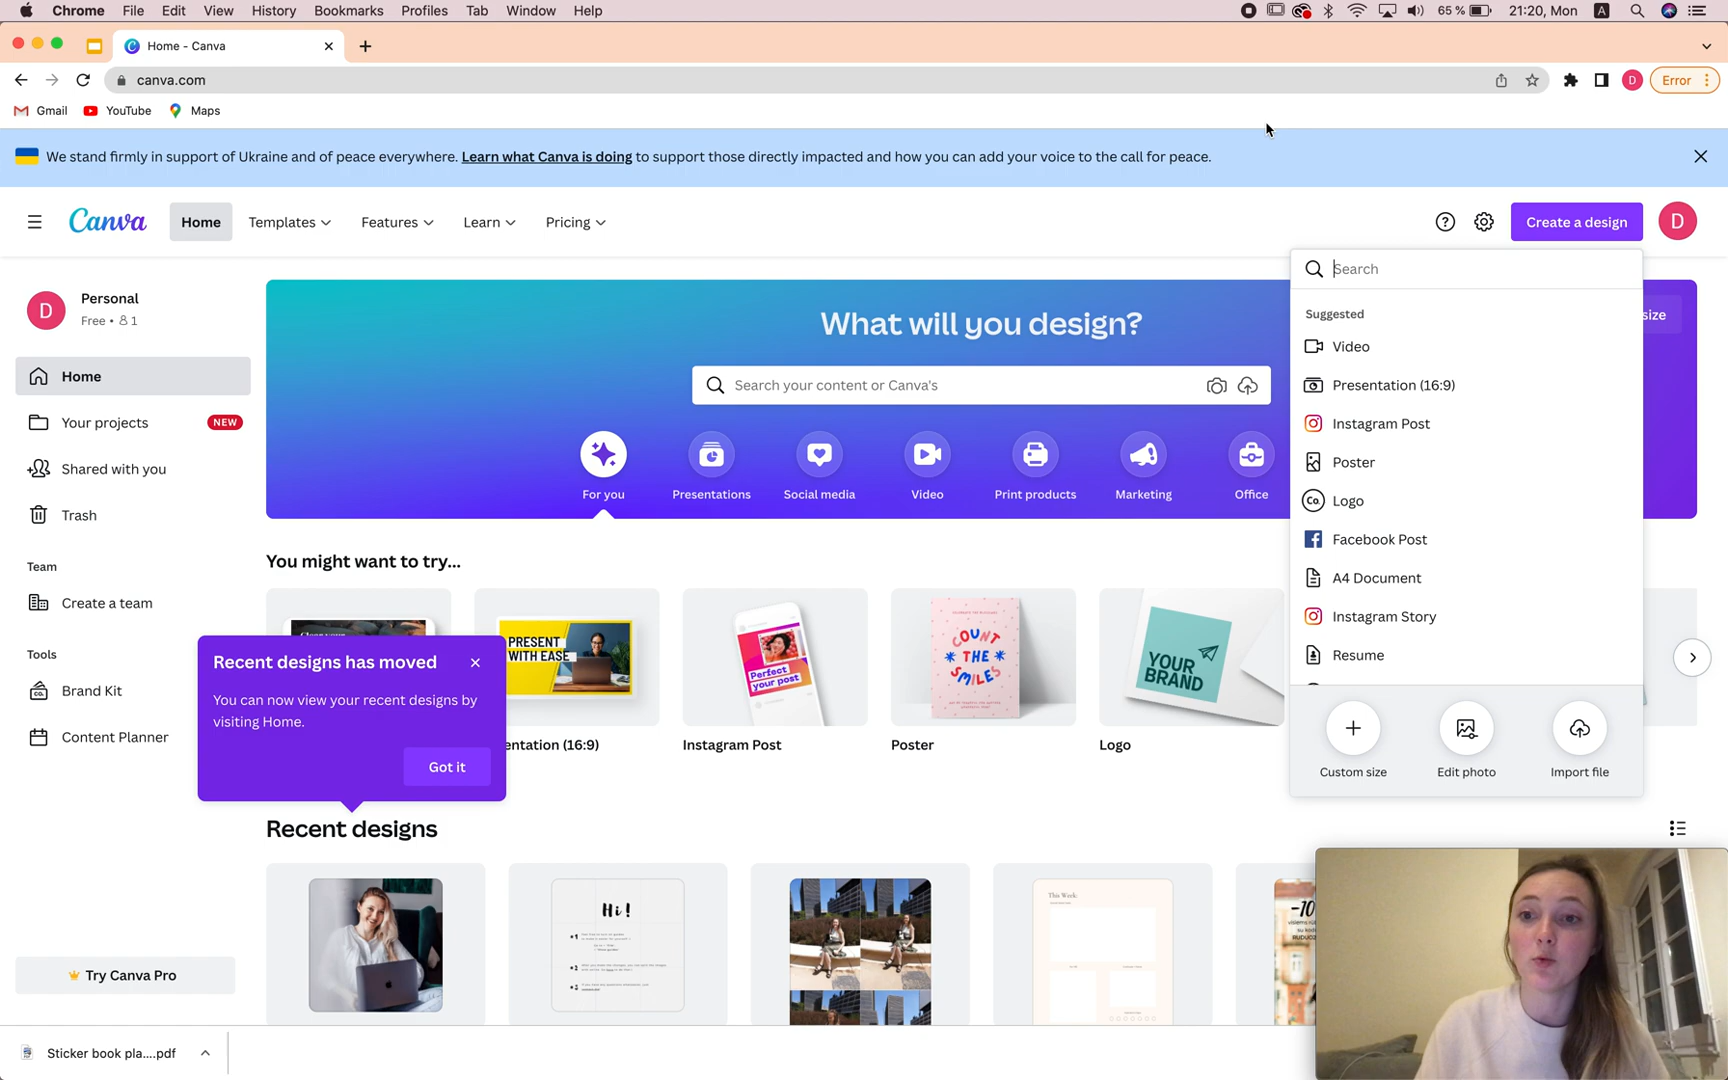 Chrome File Edit View History Bookmarks Profiles Tab Window Help
65 % 21:20, Mon A
Home - Canva
canva.com
D Error
Gmail YouTube Maps
We stand firmly in support of Ukraine and of peace everywhere. Learn what Canva is doing to support those directly impacted and how you can add your voice to the call for peace.
Canva Home Templates Features Learn Pricing Create a design D
D Personal
Free • 1
Home
Your projects NEW
Shared with you
Trash
Team
Create a team
Tools
Brand Kit
Content Planner
Try Canva Pro
What will you design?
size
Search your content or Canva's
For you Presentations Social media Video Print products Marketing Office
Search
Suggested
Video
Presentation (16:9)
Instagram Post
Poster
Co. Logo
Facebook Post
A4 Document
Instagram Story
Resume
Custom size Edit photo Import file
You might want to try...
PRESENT
WITH EASE
Perfect
your post
COUNT
THE
SMILES
YOUR
BRAND
entation (16:9) Instagram Post Poster Logo
Recent designs has moved
You can now view your recent designs by
visiting Home.
Got it
Recent designs
Hi!
This Week:
-10
Sticker book pla....pdf